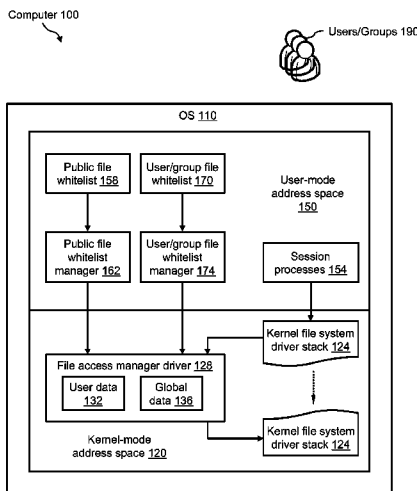 Computer 100
Users/Groups 190
OS 110
Public file
whitelist 158
User/group file
whitelist 170
User-mode
address space
150
Public file
whitelist
manager 162
User/group file
whitelist
manager 174
Session
processes 154
Kernel file system
driver stack 124
File access manager driver 128
User data
132
Global
data 136
Kernel file system
driver stack 124
Kernel-mode
address space 120